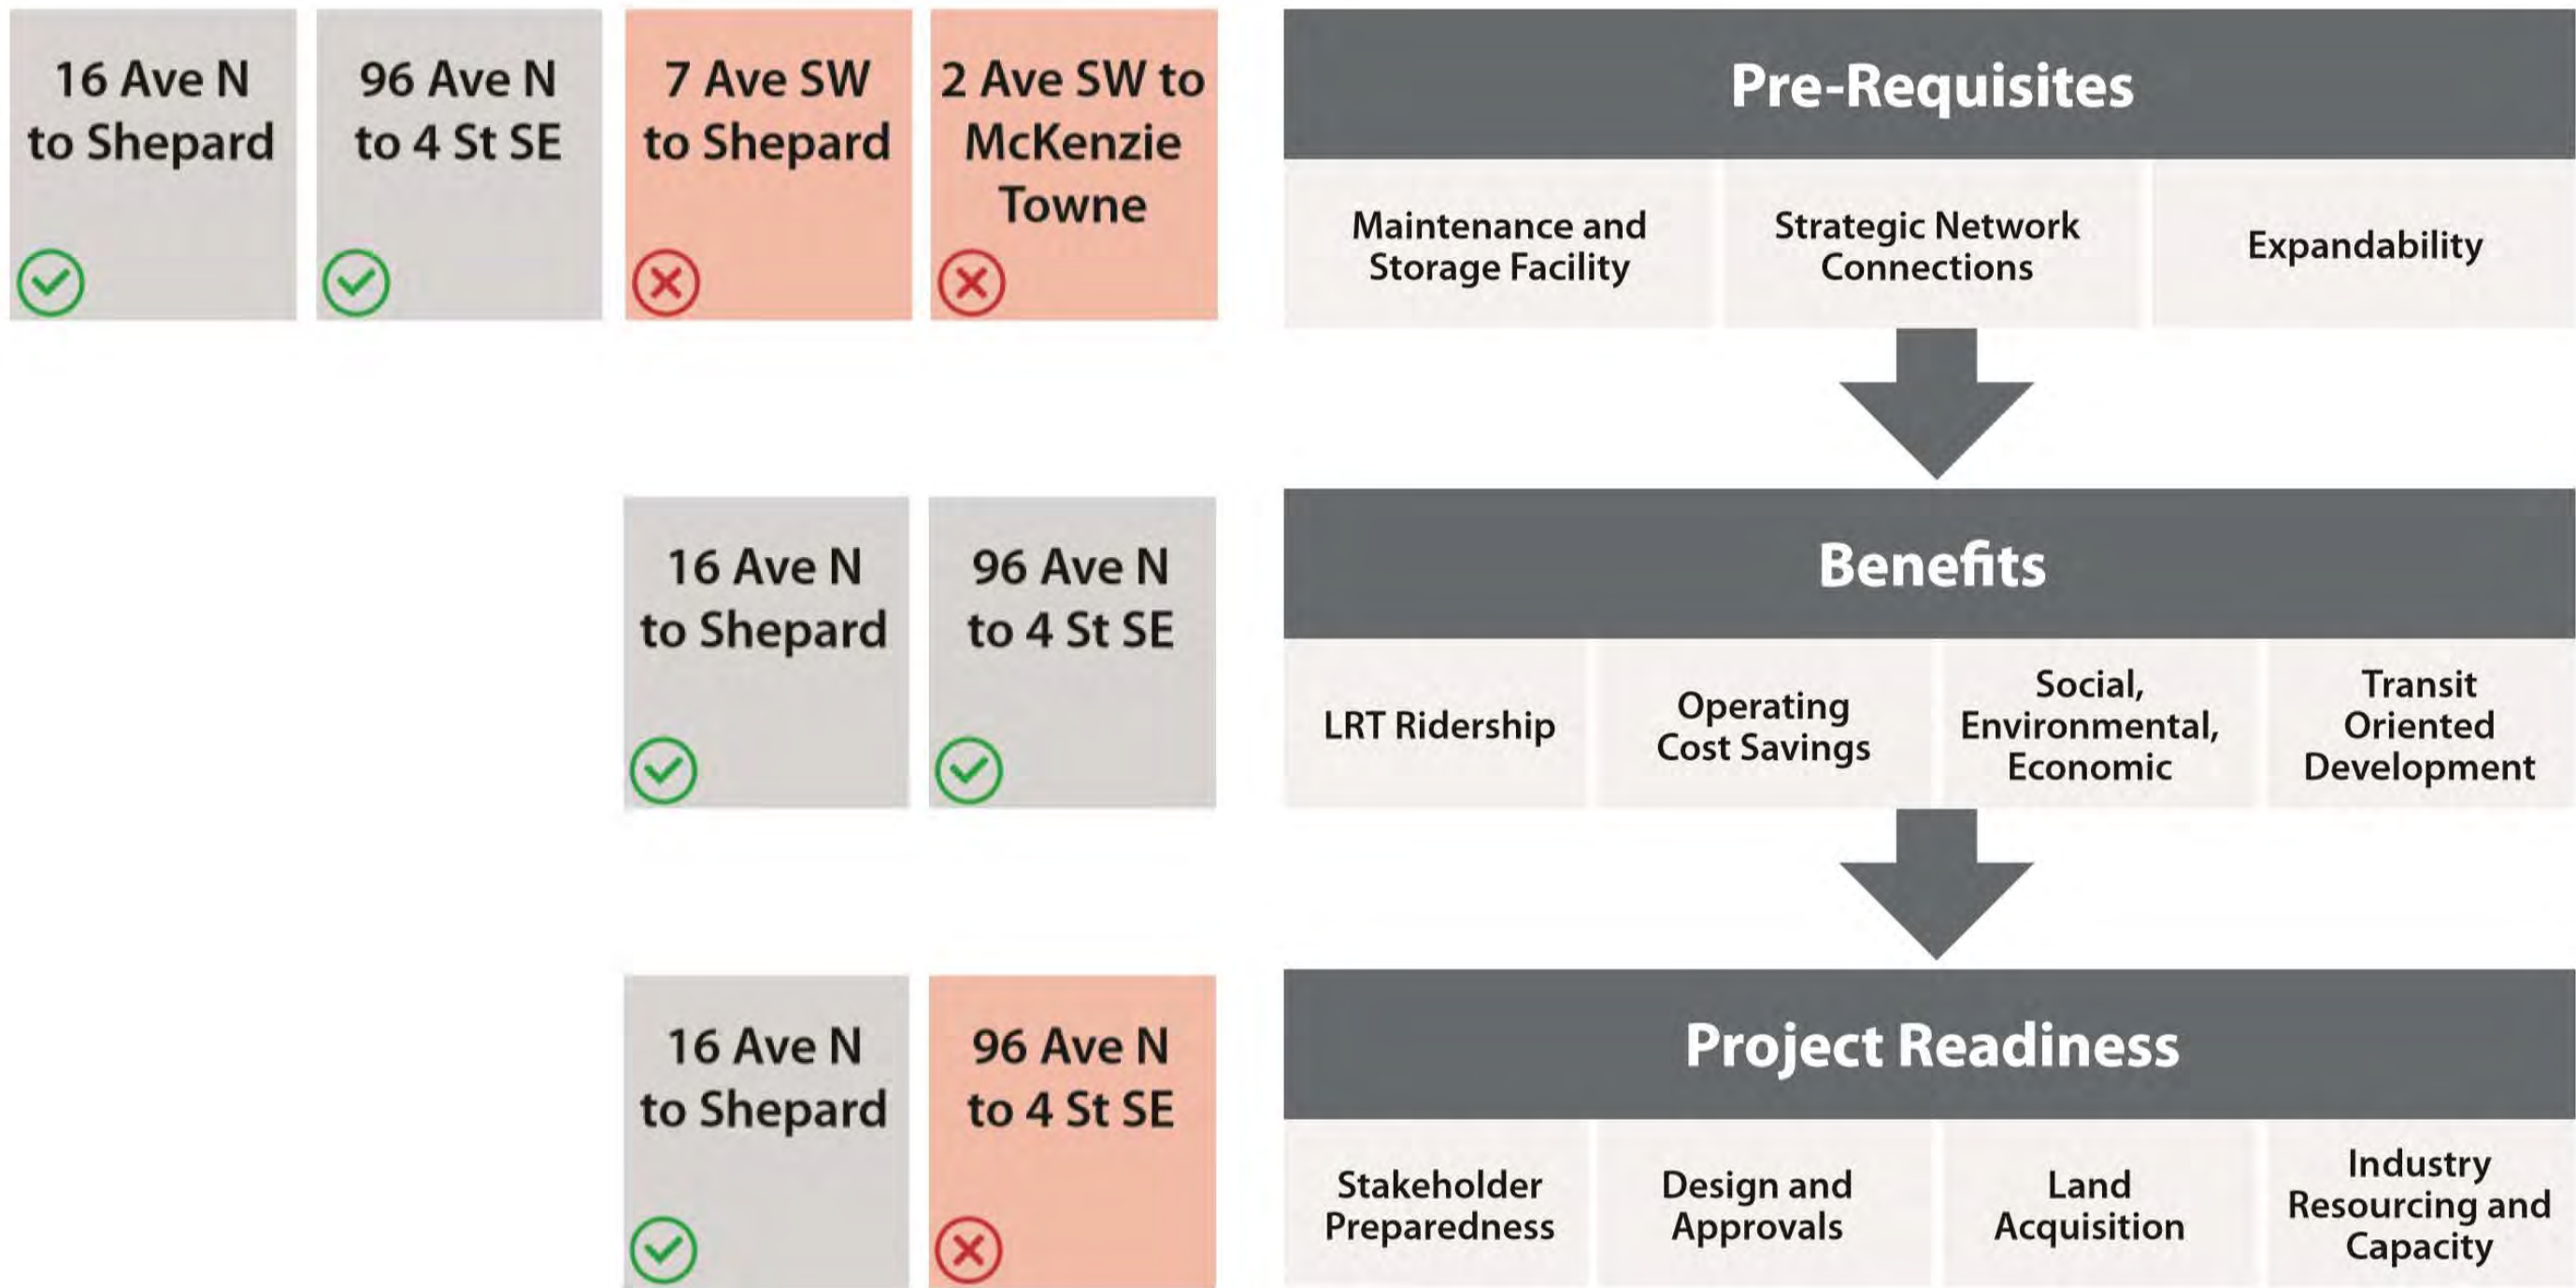 16 Ave N
to Shepard
96 Ave N
to 4 St SE
7 Ave SW
to Shepard
2 Ave SW to
McKenzie
Towne
Pre-Requisites
Maintenance and
Storage Facility
Strategic Network
Connections
Expandability
16 Ave N
to Shepard
96 Ave N
to 4 St SE
Benefits
LRT Ridership
Operating
Cost Savings
Social,
Environmental,
Economic
Transit
Oriented
Development
16 Ave N
to Shepard
96 Ave N
to 4 St SE
Project Readiness
Stakeholder
Preparedness
Design and
Approvals
Land
Acquisition
Industry
Resourcing and
Capacity